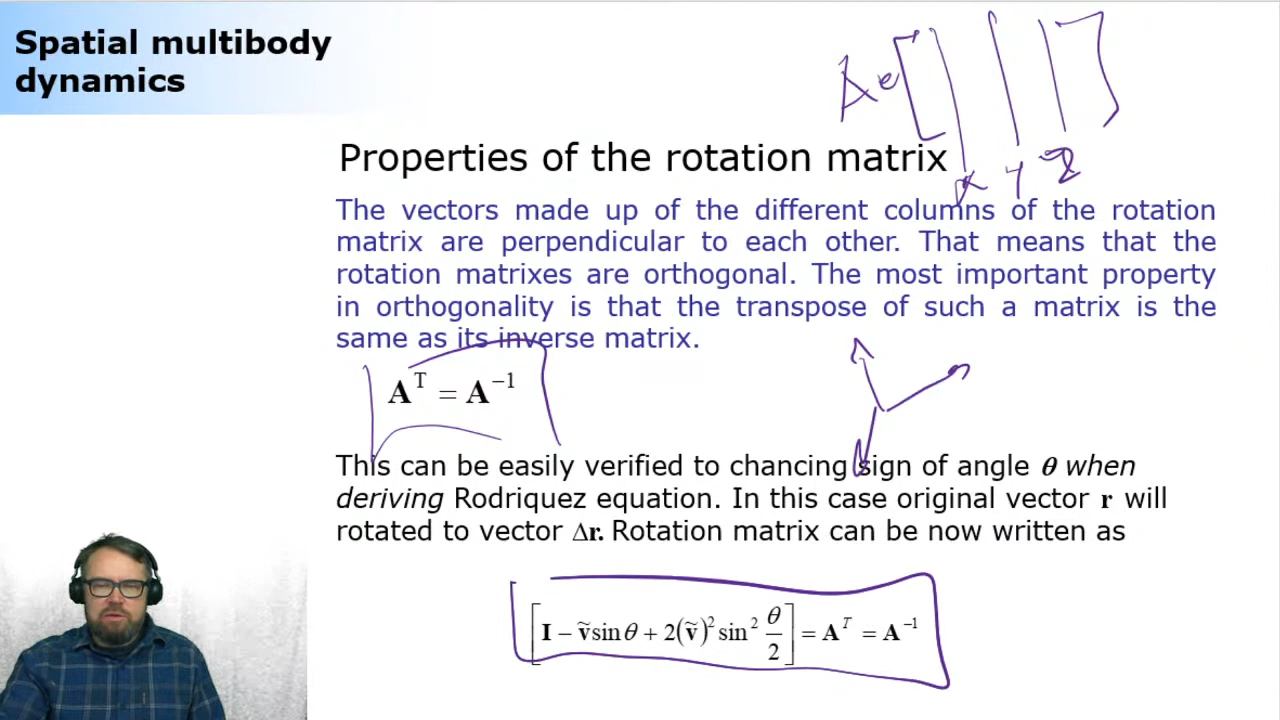 Spatial multibody
dynamics
A = [ ]
x y z
Properties of the rotation matrix
The vectors made up of the different columns of the rotation
matrix are perpendicular to each other. That means that the
rotation matrixes are orthogonal. The most important property
in orthogonality is that the transpose of such a matrix is the
same as its inverse matrix.
A^T = A^−1
This can be easily verified to chancing sign of angle θ when
deriving Rodriquez equation. In this case original vector r will
rotated to vector Δr. Rotation matrix can be now written as
[I − ṽsinθ + 2(ṽ)^2 sin^2 θ/2] = A^T = A^−1